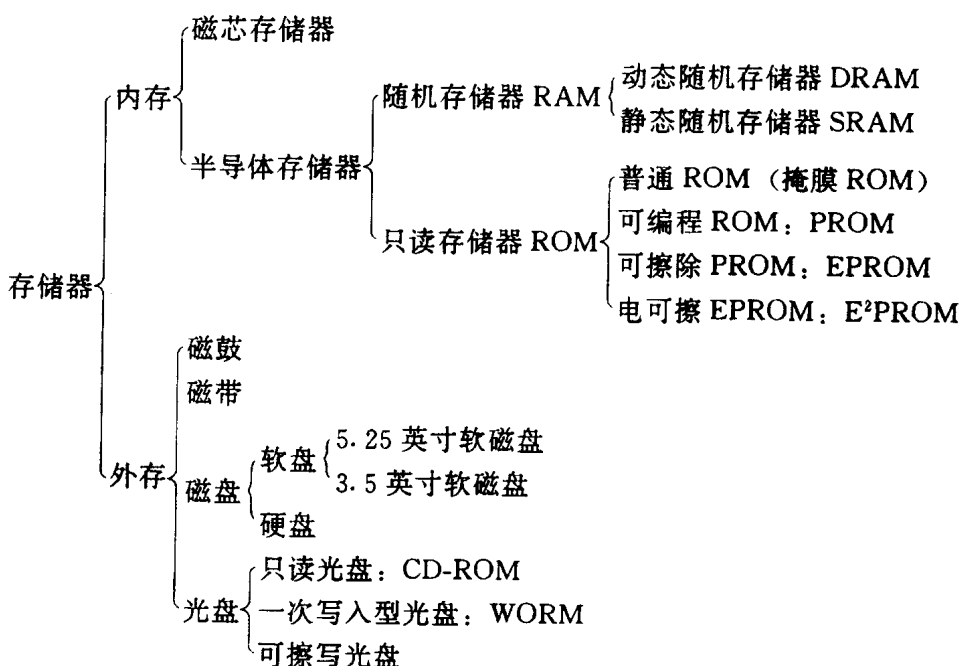 存储器
内存
磁芯存储器
半导体存储器
随机存储器 RAM
动态随机存储器 DRAM
静态随机存储器 SRAM
只读存储器 ROM
普通 ROM（掩膜 ROM）
可编程 ROM：PROM
可擦除 PROM：EPROM
电可擦 EPROM：E²PROM
外存
磁鼓
磁带
磁盘
软盘
5.25 英寸软磁盘
3.5 英寸软磁盘
硬盘
光盘
只读光盘：CD-ROM
一次写入型光盘：WORM
可擦写光盘